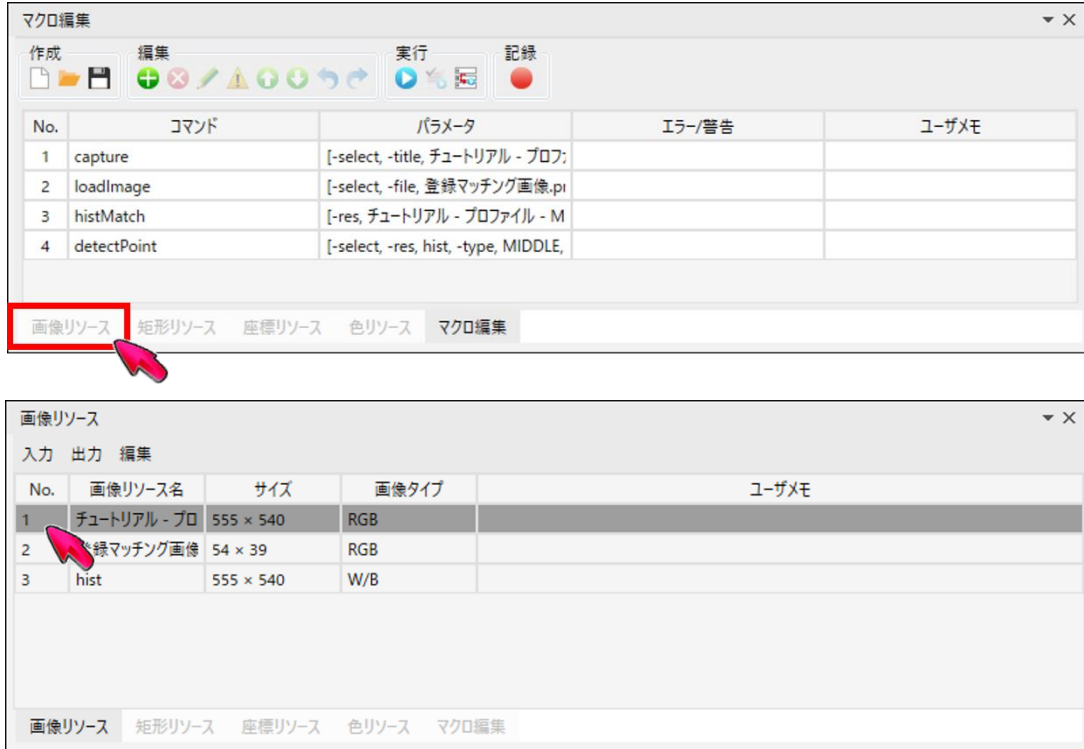 マクロ編集
作成 編集 実行 記録
No. コマンド パラメータ エラー/警告 ユーザメモ
1 capture [-select, -title, チュートリアル - プロファ
2 loadImage [-select, -file, 登録マッチング画像.pn
3 histMatch [-res, チュートリアル - プロファイル - M
4 detectPoint [-select, -res, hist, -type, MIDDLE,
画像リソース 矩形リソース 座標リソース 色リソース マクロ編集
画像リソース
入力 出力 編集
No. 画像リソース名 サイズ 画像タイプ ユーザメモ
1 チュートリアル - プロ 555 × 540 RGB
2 登録マッチング画像 54 × 39 RGB
3 hist 555 × 540 W/B
画像リソース 矩形リソース 座標リソース 色リソース マクロ編集